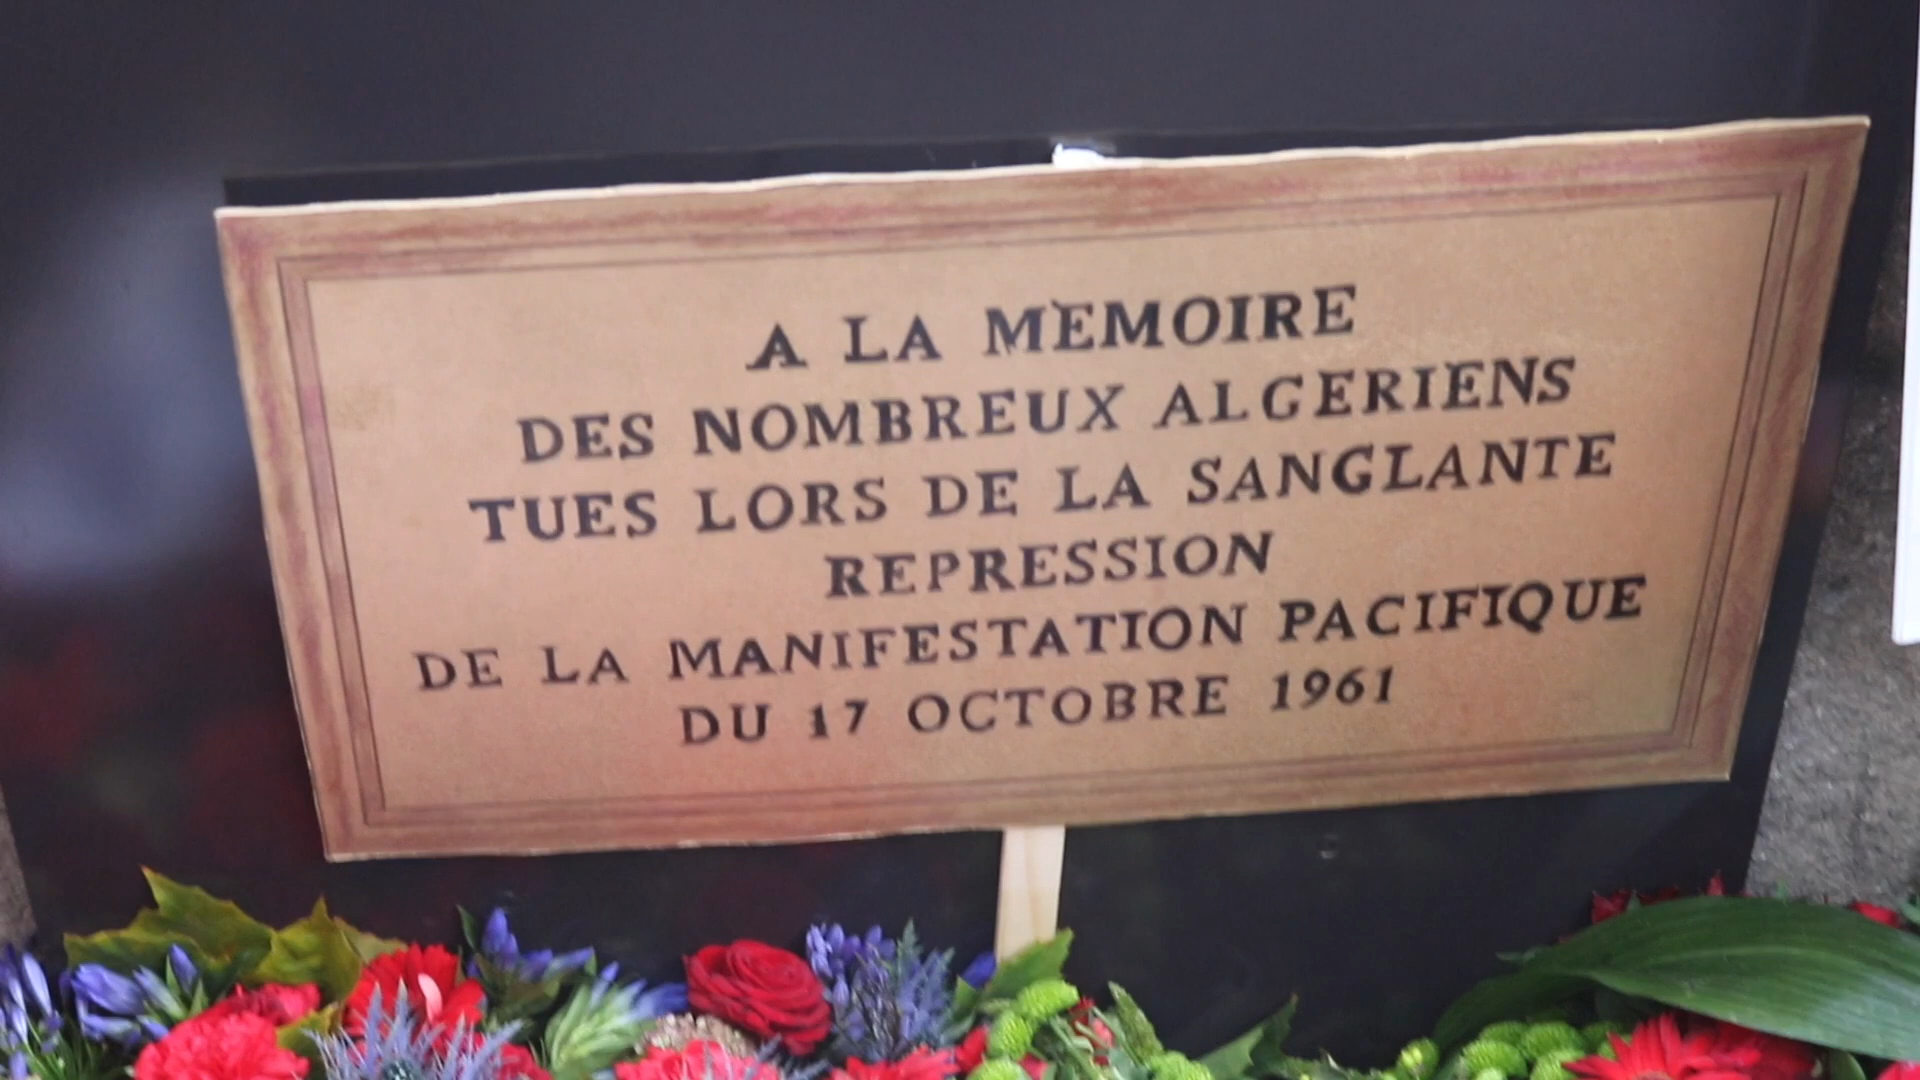 A LA MEMOIRE
DES NOMBREUX ALGERIENS
TUES LORS DE LA SANGLANTE
REPRESSION
DE LA MANIFESTATION PACIFIQUE
DU 17 OCTOBRE 1961